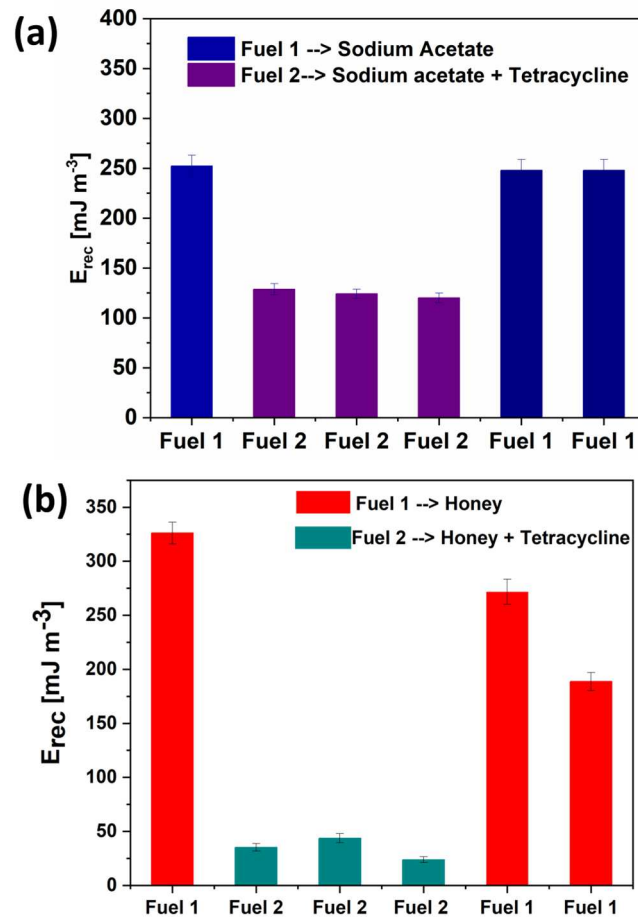 (a)
400
350
300
250
200
150
100
50
0
E_rec [mJ m⁻³]
Fuel 1 --> Sodium Acetate
Fuel 2--> Sodium acetate + Tetracycline
Fuel 1 Fuel 2 Fuel 2 Fuel 2 Fuel 1 Fuel 1
(b)
350
300
250
200
150
100
50
0
Erec [mJ m⁻³]
Fuel 1 --> Honey
Fuel 2 --> Honey + Tetracycline
Fuel 1 Fuel 2 Fuel 2 Fuel 2 Fuel 1 Fuel 1